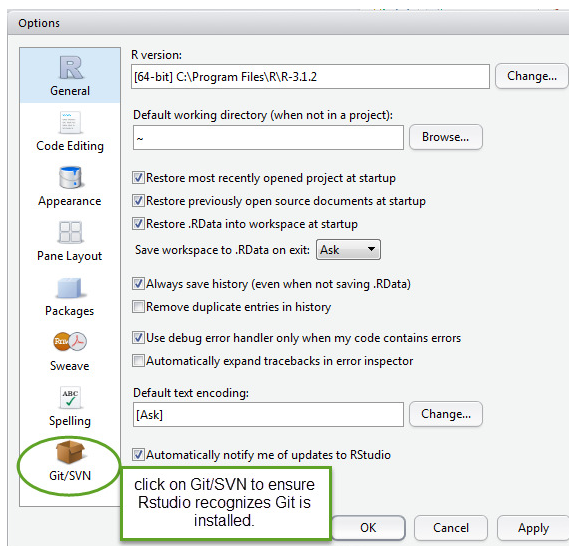 Options
General
Code Editing
Appearance
Pane Layout
Packages
Rnw
Sweave
ABC
Spelling
Git/SVN
R version:
[64-bit] C:\Program Files\R\R-3.1.2
Change...
Default working directory (when not in a project):
~
Browse...
Restore most recently opened project at startup
Restore previously open source documents at startup
Restore .RData into workspace at startup
Save workspace to .RData on exit: Ask
Always save history (even when not saving .RData)
Remove duplicate entries in history
Use debug error handler only when my code contains errors
Automatically expand tracebacks in error inspector
Default text encoding:
[Ask]
Change...
Automatically notify me of updates to RStudio
click on Git/SVN to ensure
Rstudio recognizes Git is
installed.
OK
Cancel
Apply